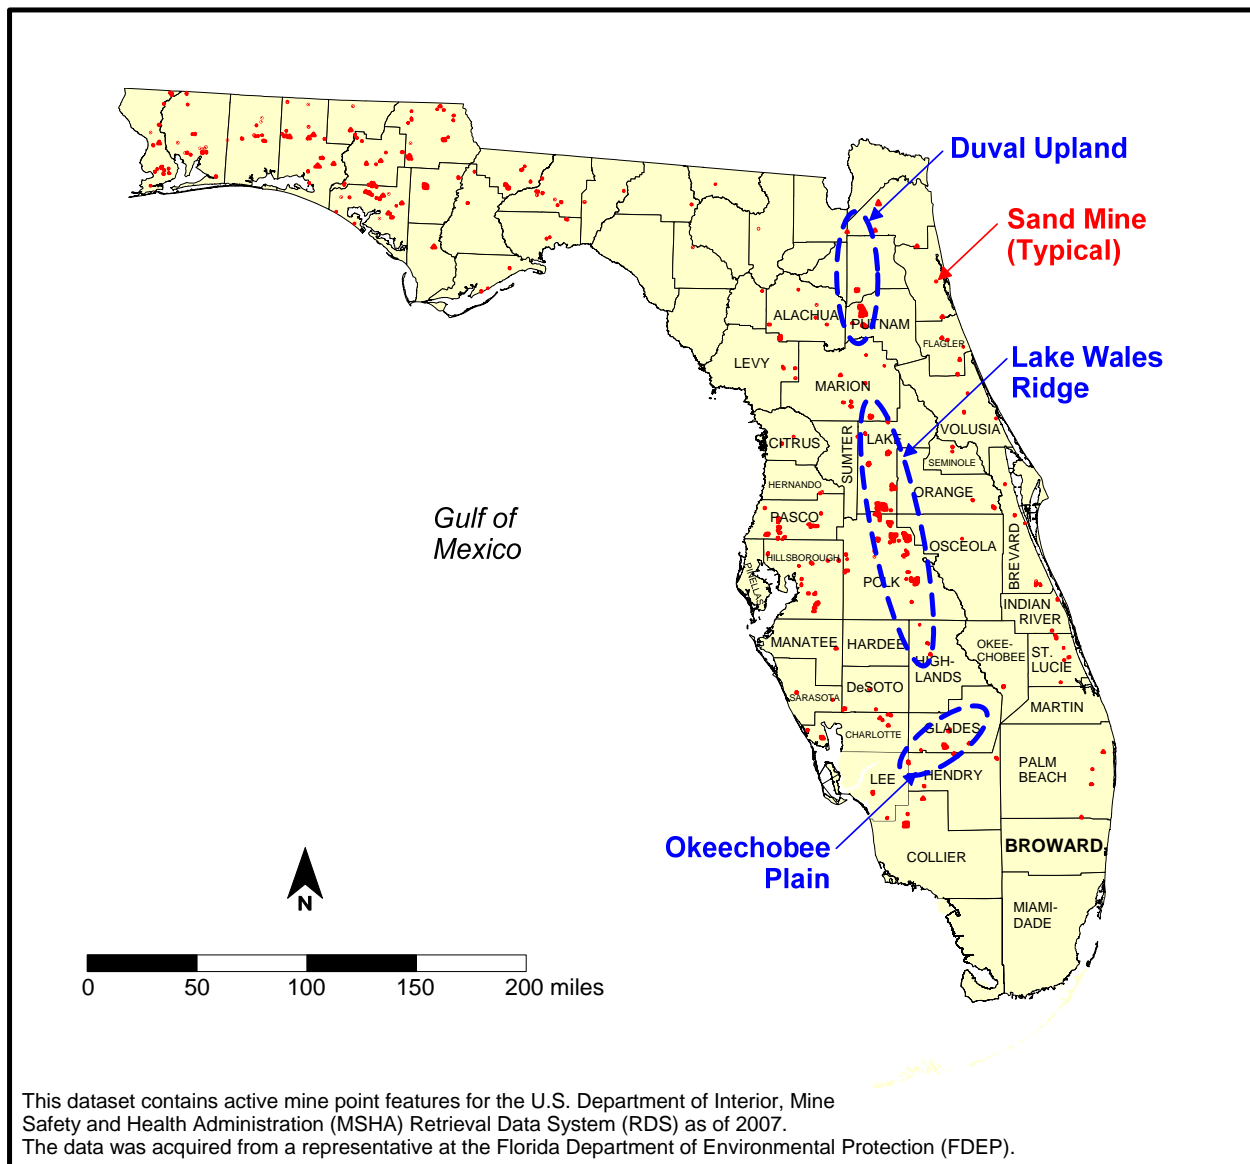 Duval Upland
Sand Mine
(Typical)
ALACHUA
PUTNAM
FLAGLER
LEVY
MARION
Lake Wales
Ridge
CITRUS
SUMTER
LAKE
VOLUSIA
SEMINOLE
HERNANDO
ORANGE
PASCO
Gulf of
Mexico
OSCEOLA
BREVARD
HILLSBOROUGH
PINELLAS
POLK
INDIAN
RIVER
MANATEE
HARDEE
OKEE-
CHOBEE
ST.
LUCIE
HIGH-
LANDS
DeSOTO
SARASOTA
MARTIN
CHARLOTTE
GLADES
LEE
HENDRY
PALM
BEACH
Okeechobee
Plain
COLLIER
BROWARD
MIAMI-
DADE
N
0 50 100 150 200 miles
This dataset contains active mine point features for the U.S. Department of Interior, Mine
Safety and Health Administration (MSHA) Retrieval Data System (RDS) as of 2007.
The data was acquired from a representative at the Florida Department of Environmental Protection (FDEP).